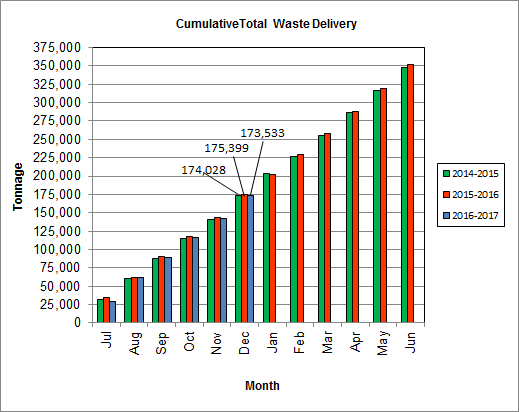 CumulativeTotal Waste Delivery
375,000
350,000
325,000
300,000
275,000
250,000
225,000
200,000
175,000
150,000
125,000
100,000
75,000
50,000
25,000
0
Tonnage
173,533
175,399
174,028
2014-2015
2015-2016
2016-2017
Jul
Aug
Sep
Oct
Nov
Dec
Jan
Feb
Mar
Apr
May
Jun
Month